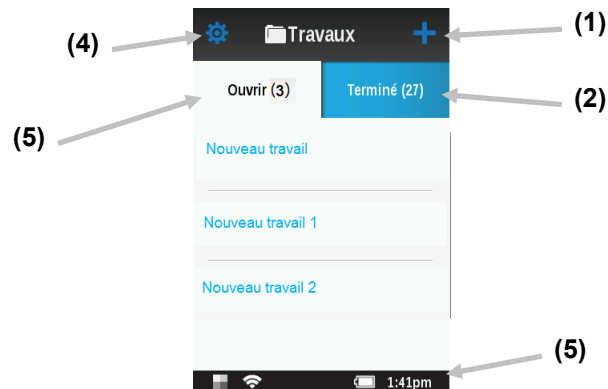 (1)
(4)
Travaux
Ouvrir (3)
Terminé (27)
(2)
(5)
Nouveau travail
Nouveau travail 1
Nouveau travail 2
(5)
1:41pm